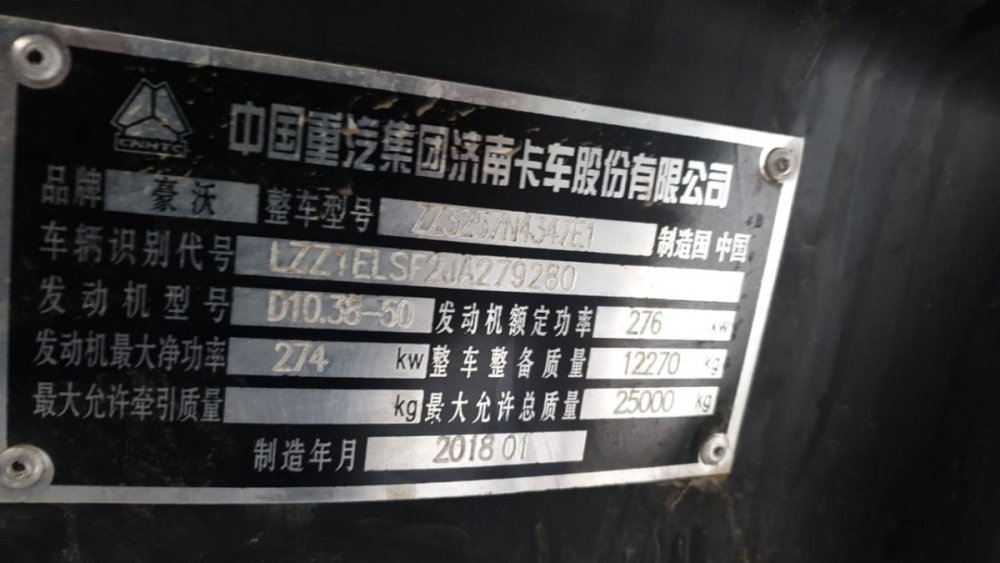 CNHTC
中国重汽集团济南卡车股份有限公司
品牌 豪沃 整车型号 ZZ3257N4347E1 制造国 中国
车辆识别代号 LZZ1ELSF2JA279280
发动机型号 D10.38-50 发动机额定功率 276 kw
发动机最大净功率 274 kw 整车整备质量 12270 kg
最大允许牵引质量 kg 最大允许总质量 25000 kg
制造年月 2018 01